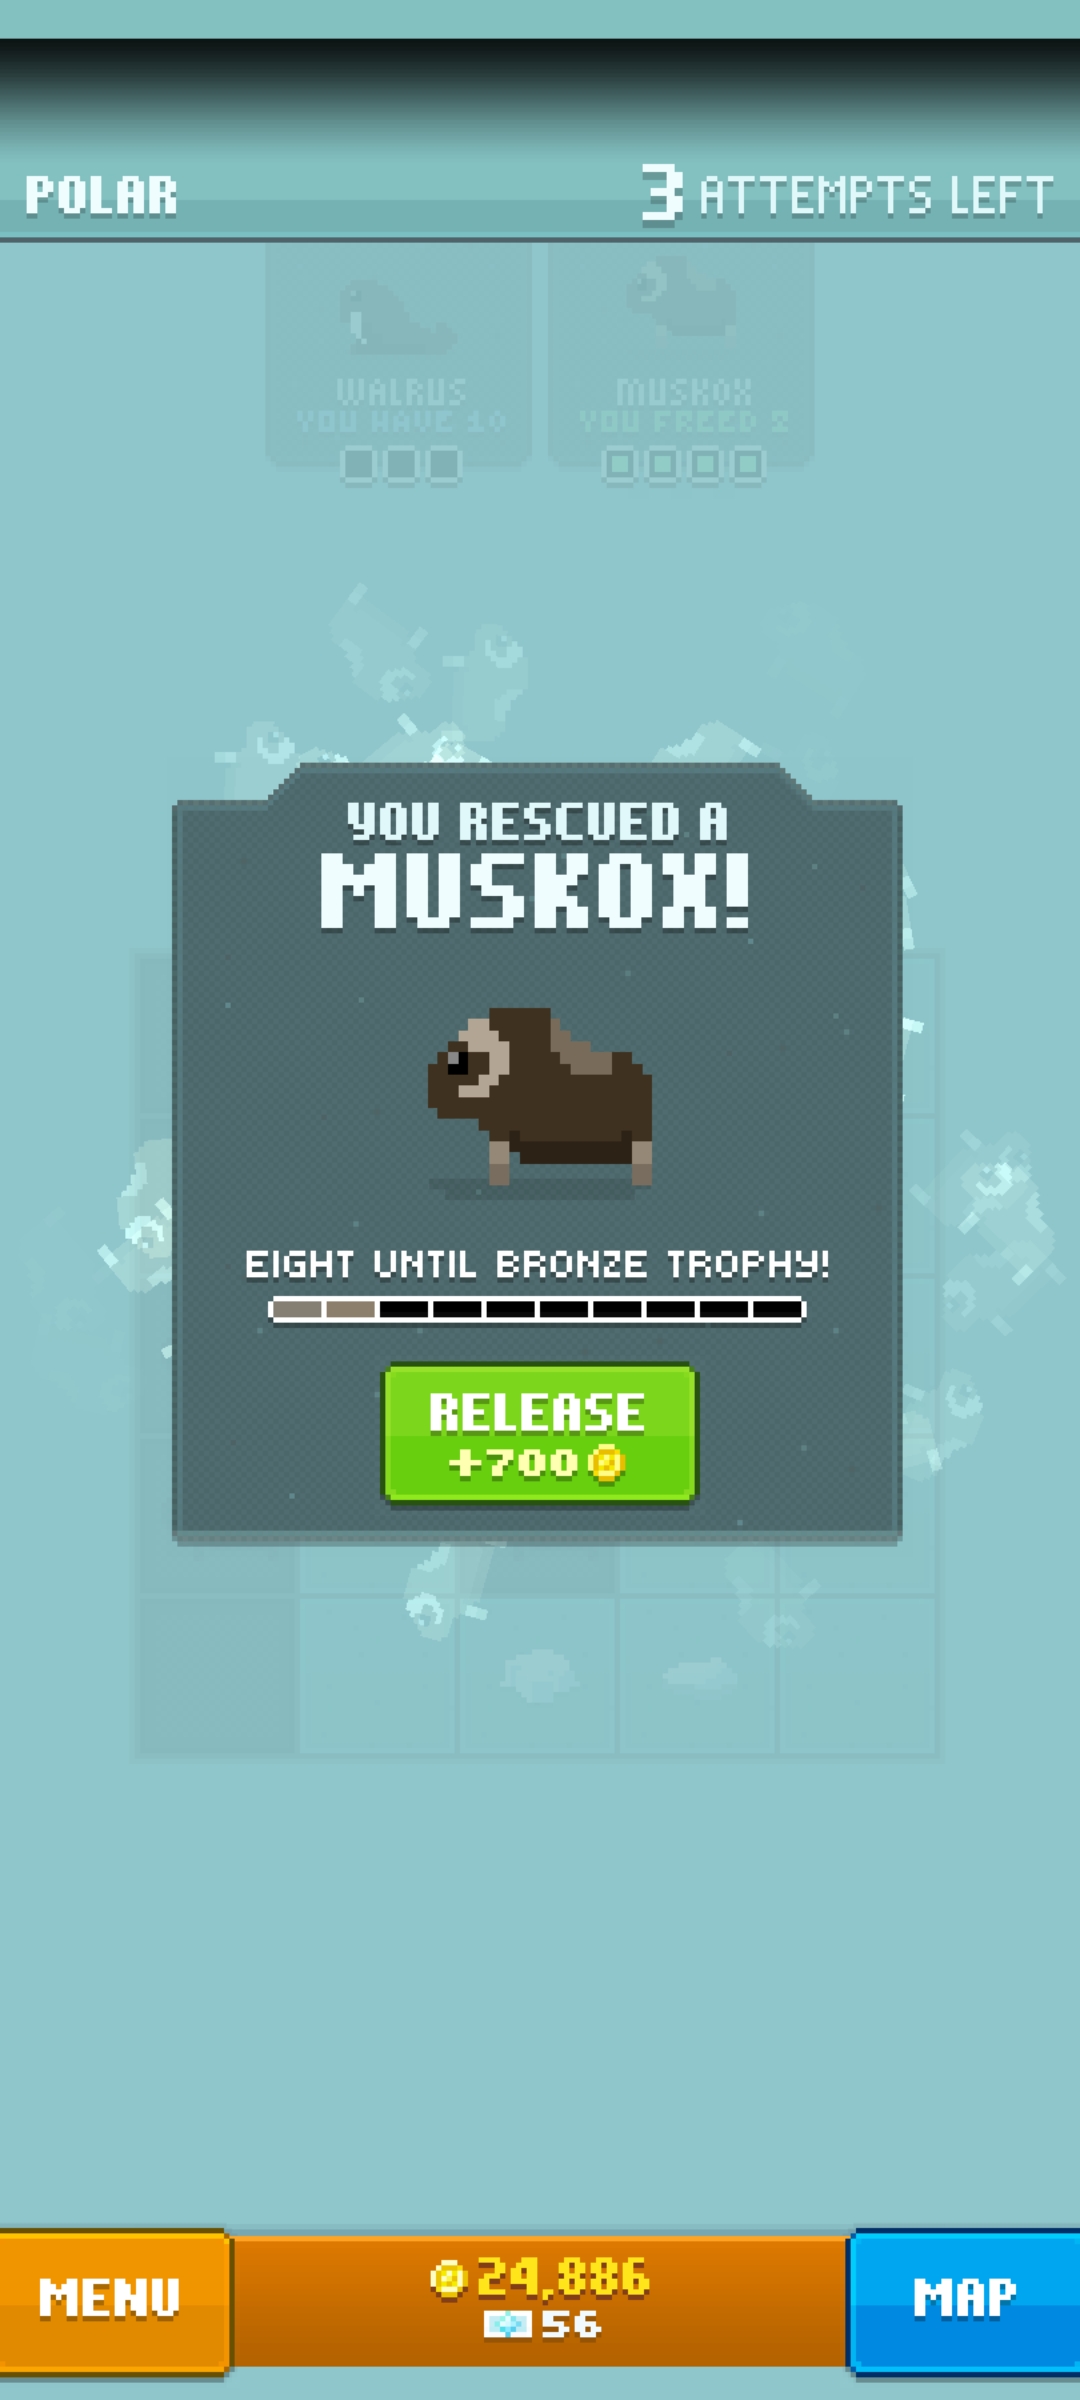 POLAR
3 ATTEMPTS LEFT
WALRUS
YOU HAVE 10
MUSKOX
YOU FREED 2
YOU RESCUED A
MUSKOX!
EIGHT UNTIL BRONZE TROPHY!
RELEASE
+700
MENU
24,886
56
MAP